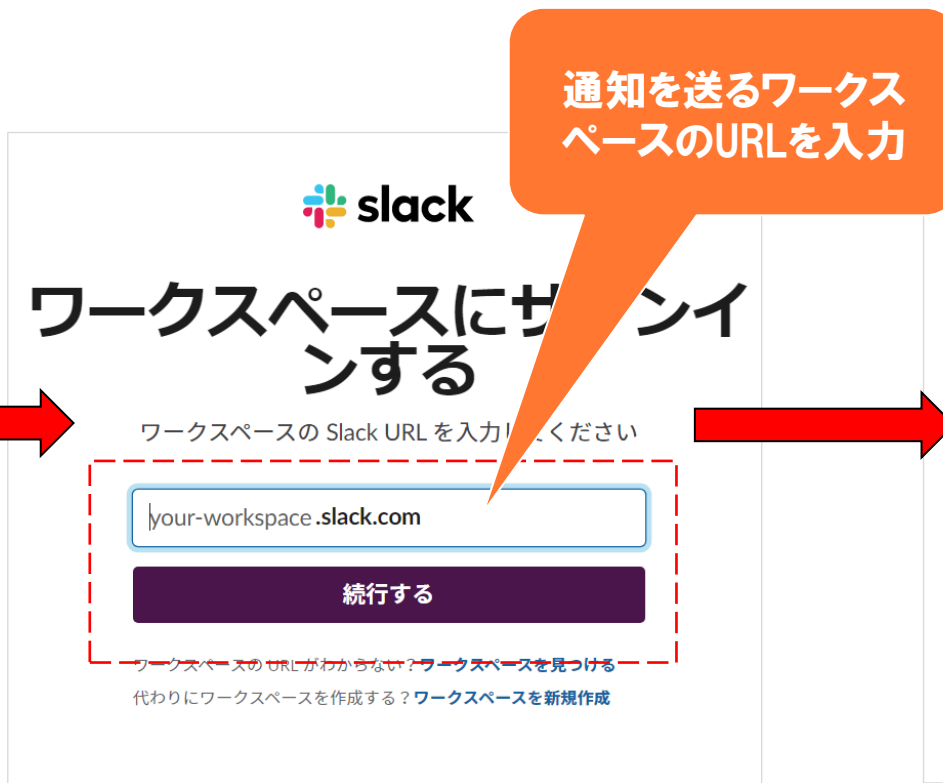 通知を送るワークス
ペースのURLを入力
slack
ワークスペースにサ ンイ
ンする
ワークスペースの Slack URL を入力 てください
your-workspace.slack.com
続行する
ワークスペースの URL がわからない？ワークスペースを見つける
代わりにワークスペースを作成する？ワークスペースを新規作成